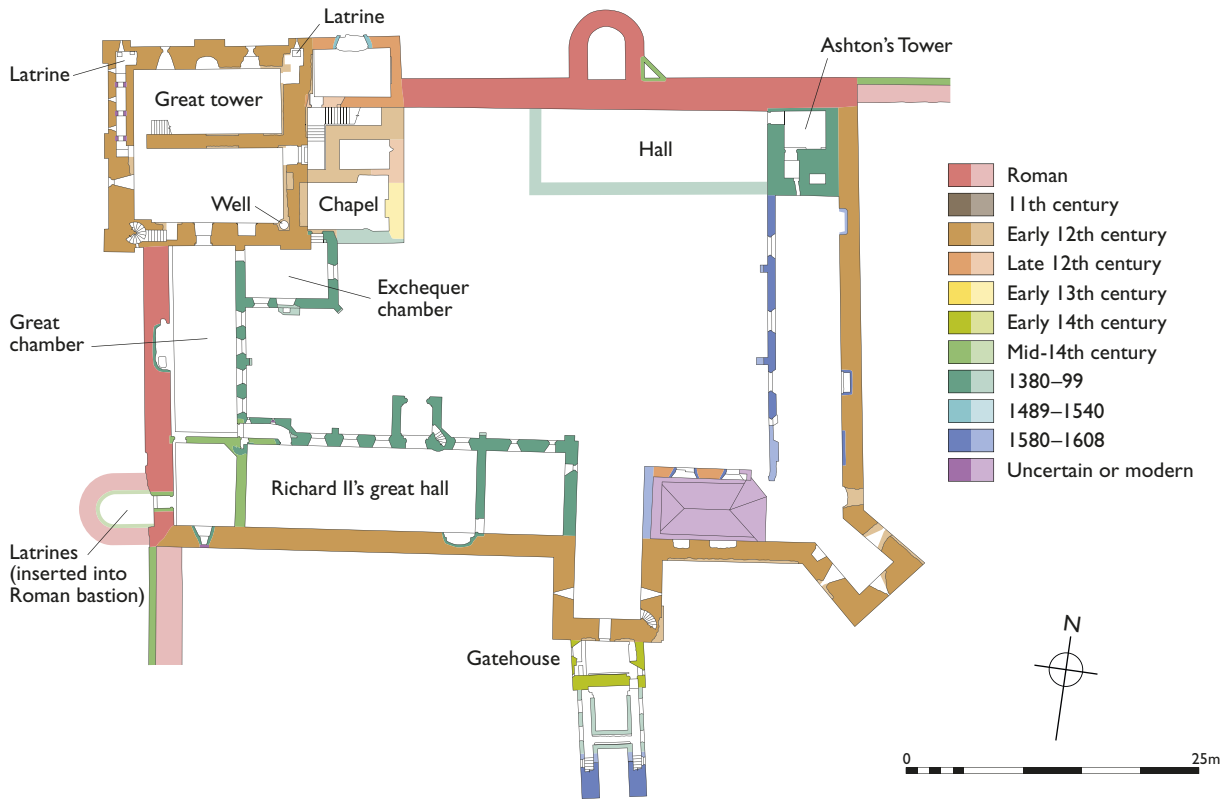 Latrine
Latrine
Great tower
Ashton's Tower
Hall
Well
Chapel
Exchequer
chamber
Great
chamber
Richard II's great hall
Latrines
(inserted into
Roman bastion)
Gatehouse
Roman
11th century
Early 12th century
Late 12th century
Early 13th century
Early 14th century
Mid-14th century
1380–99
1489–1540
1580–1608
Uncertain or modern
N
0
25m